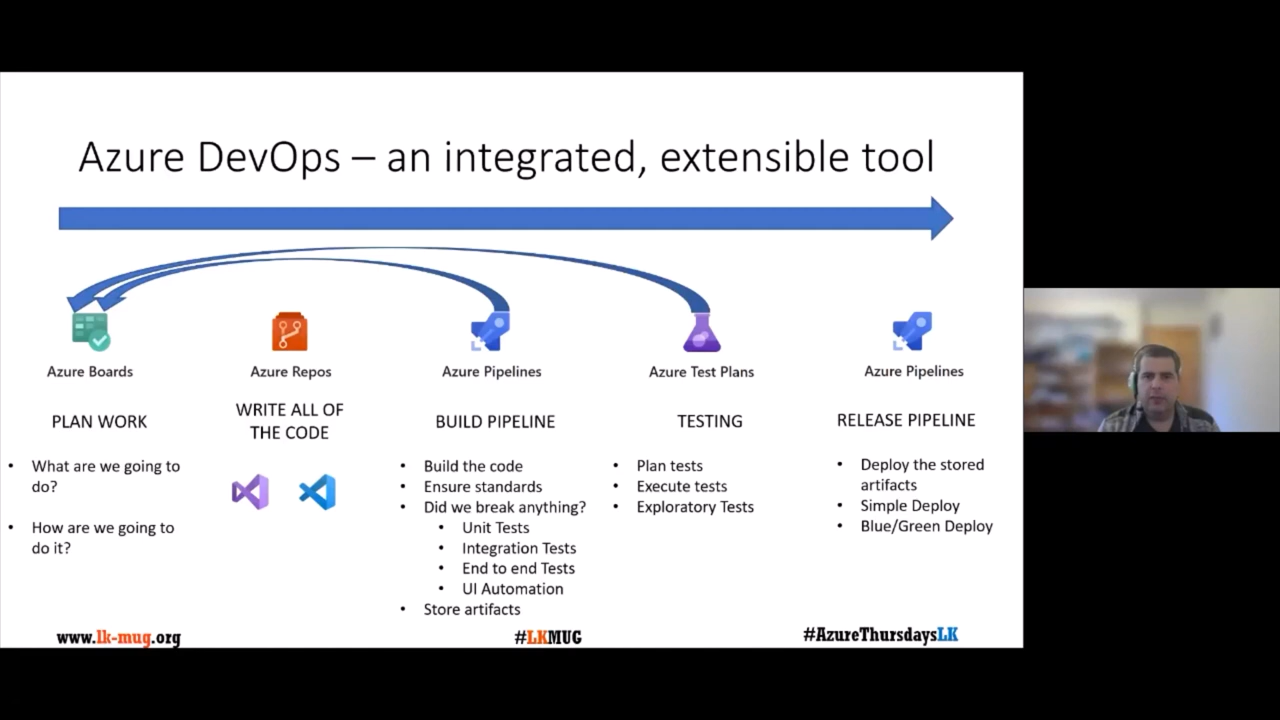 Azure DevOps – an integrated, extensible tool
Azure Boards
PLAN WORK
What are we going to
do?
How are we going to
do it?
Azure Repos
WRITE ALL OF
THE CODE
Azure Pipelines
BUILD PIPELINE
Build the code
Ensure standards
Did we break anything?
Unit Tests
Integration Tests
End to end Tests
UI Automation
Store artifacts
Azure Test Plans
TESTING
Plan tests
Execute tests
Exploratory Tests
Azure Pipelines
RELEASE PIPELINE
Deploy the stored
artifacts
Simple Deploy
Blue/Green Deploy
www.lk-mug.org
#LKMUG
#AzureThursdaysLK